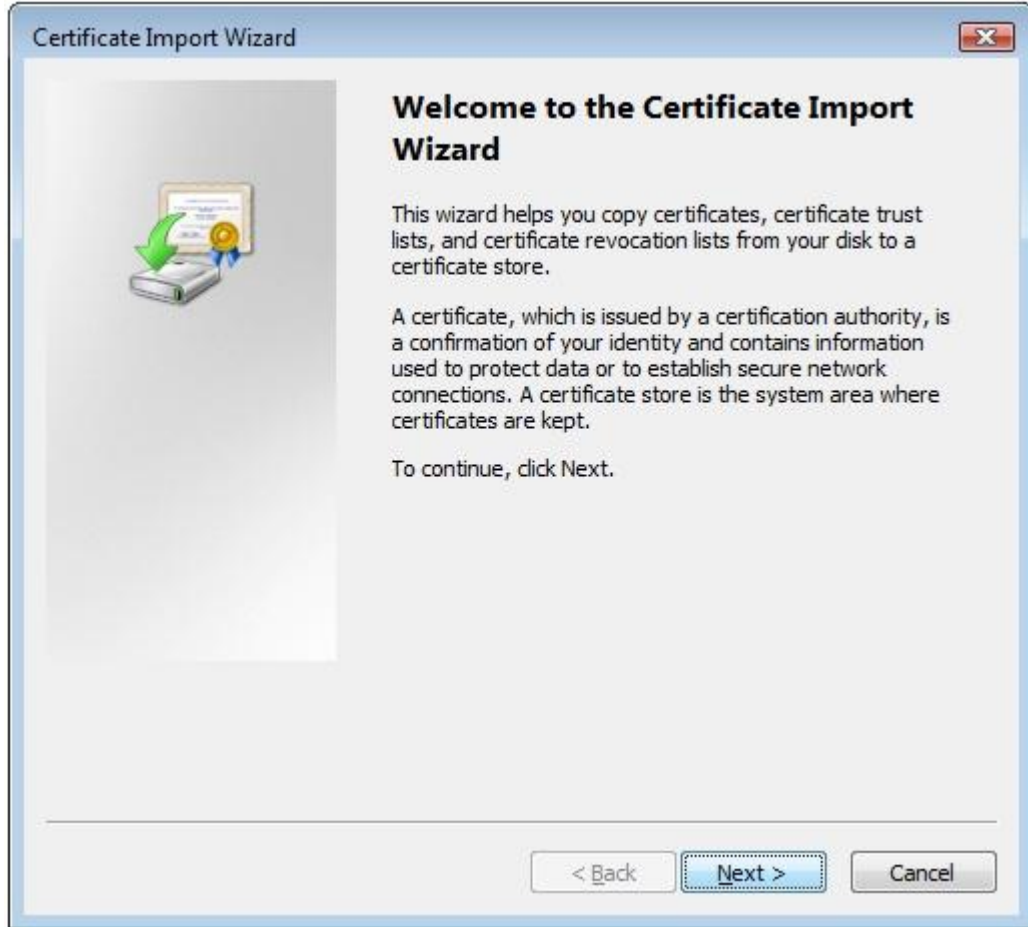 Certificate Import Wizard
Welcome to the Certificate Import
Wizard
This wizard helps you copy certificates, certificate trust
lists, and certificate revocation lists from your disk to a
certificate store.
A certificate, which is issued by a certification authority, is
a confirmation of your identity and contains information
used to protect data or to establish secure network
connections. A certificate store is the system area where
certificates are kept.
To continue, click Next.
< Back
Next >
Cancel